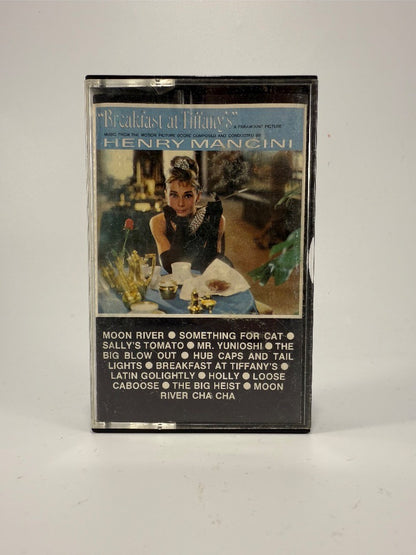 "Breakfast at Tiffany's" A PARAMOUNT PICTURE
MUSIC FROM THE MOTION PICTURE SCORE COMPOSED AND CONDUCTED BY
HENRY MANCINI
MOON RIVER ● SOMETHING FOR CAT ●
SALLY'S TOMATO ● MR. YUNIOSHI ● THE
BIG BLOW OUT ● HUB CAPS AND TAIL
LIGHTS ● BREAKFAST AT TIFFANY'S ●
LATIN GOLIGHTLY ● HOLLY ● LOOSE
CABOOSE ● THE BIG HEIST ● MOON
RIVER CHA CHA